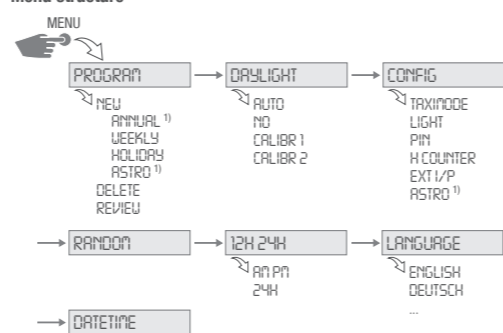 Menu structure
MENU
PROGRAM
DAYLIGHT
CONFIG
NEW
ANNUAL 1)
WEEKLY
HOLIDAY
ASTRO 1)
DELETE
REVIEW
AUTO
NO
CALIBR 1
CALIBR 2
TAXIMODE
LIGHT
PIN
H COUNTER
EXT I/P
ASTRO 1)
RANDOM
12H 24H
LANGUAGE
AM PM
24H
ENGLISH
DEUTSCH
...
DATETIME